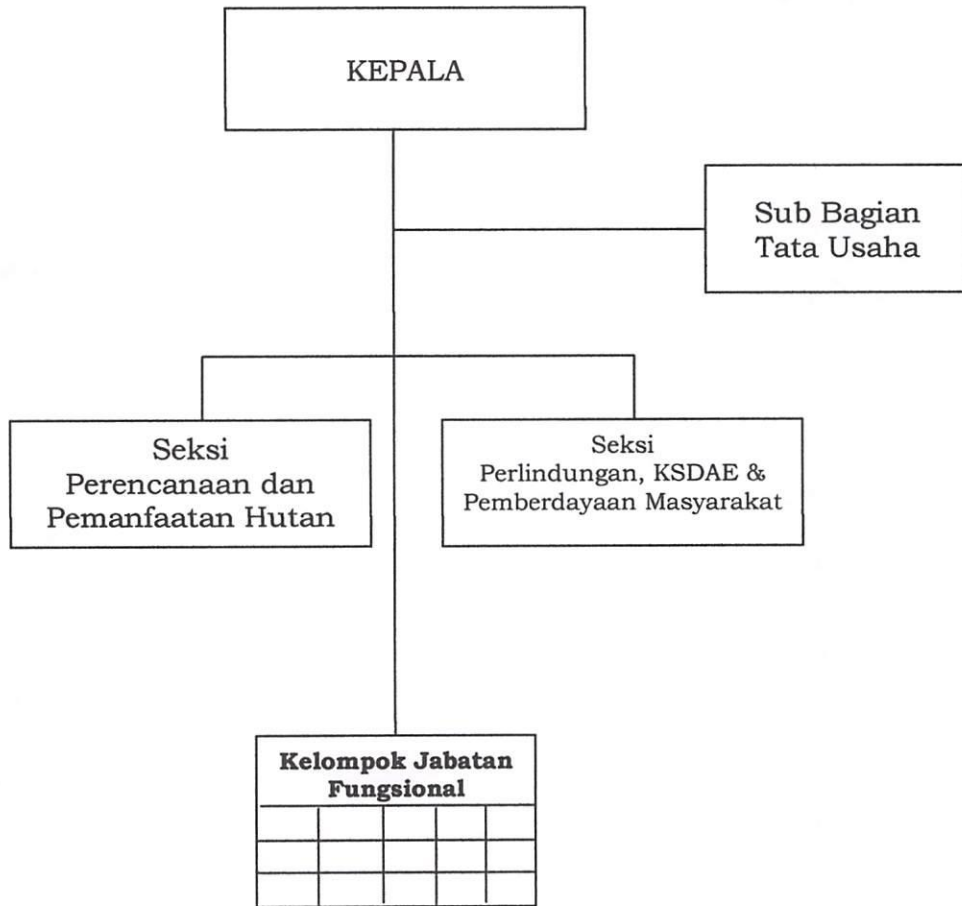 KEPALA
Sub Bagian
Tata Usaha
Seksi
Perencanaan dan
Pemanfaatan Hutan
Seksi
Perlindungan, KSDAE &
Pemberdayaan Masyarakat
Kelompok Jabatan
Fungsional